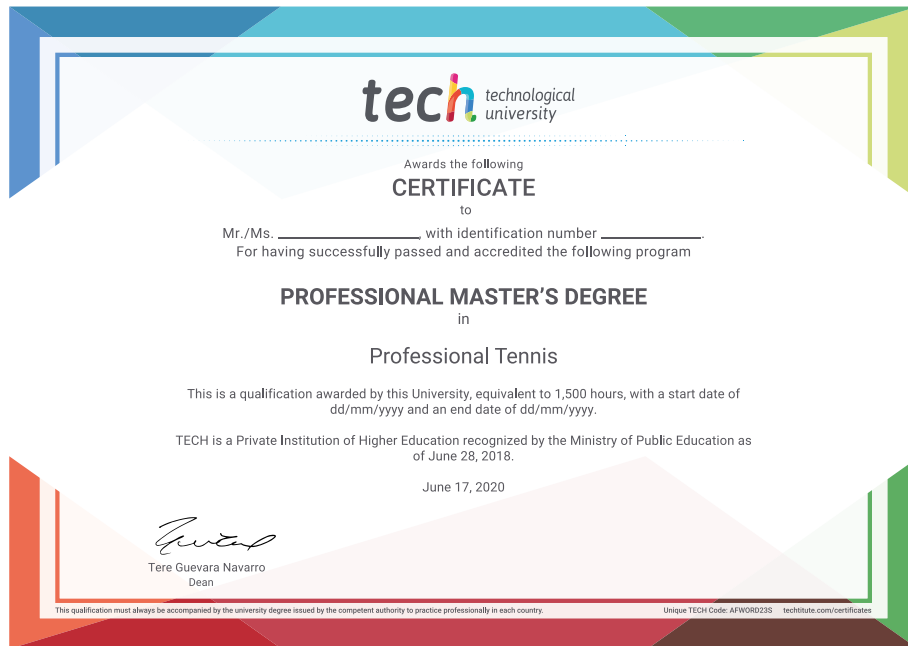 tech technological
university
Awards the following
CERTIFICATE
to
Mr./Ms. ________________, with identification number ____________.
For having successfully passed and accredited the following program
PROFESSIONAL MASTER'S DEGREE
in
Professional Tennis
This is a qualification awarded by this University, equivalent to 1,500 hours, with a start date of
dd/mm/yyyy and an end date of dd/mm/yyyy.
TECH is a Private Institution of Higher Education recognized by the Ministry of Public Education as
of June 28, 2018.
June 17, 2020
Tere Guevara Navarro
Dean
This qualification must always be accompanied by the university degree issued by the competent authority to practice professionally in each country. Unique TECH Code: AFWORD23S techtitute.com/certificates